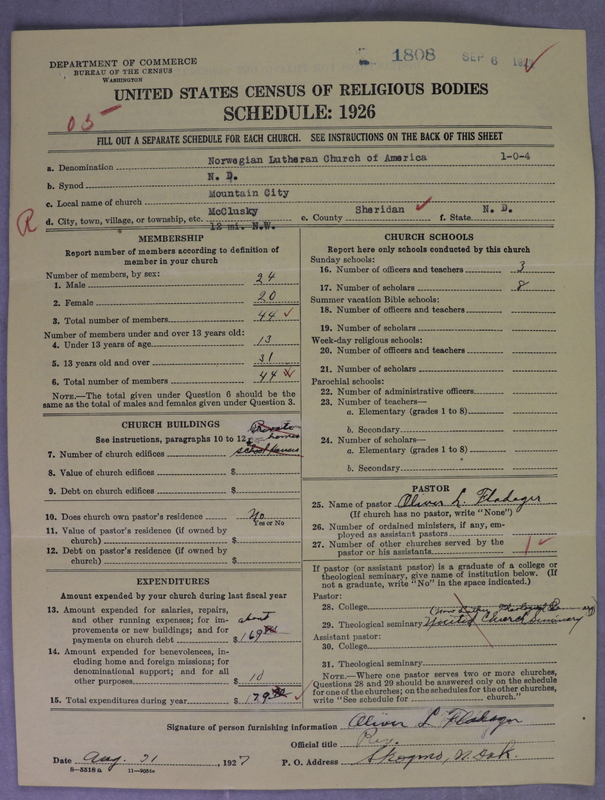 DEPARTMENT OF COMMERCE
BUREAU OF THE CENSUS
WASHINGTON
1808 SEP 6
UNITED STATES CENSUS OF RELIGIOUS BODIES
SCHEDULE: 1926
05
FILL OUT A SEPARATE SCHEDULE FOR EACH CHURCH. SEE INSTRUCTIONS ON THE BACK OF THIS SHEET
a. Denomination Norwegian Lutheran Church of America 1-0-4
b. Synod N. D.
c. Local name of church Mountain City
R d. City, town, village, or township, etc. McClusky e. County Sheridan f. State N. D.
12 mi. N.W.
MEMBERSHIP
Report number of members according to definition of
member in your church
Number of members, by sex:
1. Male 24
2. Female 20
3. Total number of members 44
Number of members under and over 13 years old:
4. Under 13 years of age 13
5. 13 years old and over 31
6. Total number of members 44
NOTE.—The total given under Question 6 should be
same as the total of males and females given under Question 3.
CHURCH BUILDINGS
See instructions, paragraphs 10 to 12
Private
homes
7. Number of church edifices school houses
8. Value of church edifices $
9. Debt on church edifices $
10. Does church own pastor's residence No
Yes or No
11. Value of pastor's residence (if owned by
church) $
12. Debt on pastor's residence (if owned by
church) $
EXPENDITURES
Amount expended by your church during last fiscal year
13. Amount expended for salaries, repairs,
and other running expenses; for im-
provements or new buildings; and for
payments on church debt $ about 169
14. Amount expended for benevolences,
including home and foreign missions; for
denominational support; and for all
other purposes $ 10
15. Total expenditures during year $ 179
CHURCH SCHOOLS
Report here only schools conducted by this church
Sunday schools:
16. Number of officers and teachers 3
17. Number of scholars 8
Summer vacation Bible schools:
18. Number of officers and teachers
19. Number of scholars
Week-day religious schools:
20. Number of officers and teachers
21. Number of scholars
Parochial schools:
22. Number of administrative officers
23. Number of teachers—
a. Elementary (grades 1 to 8)
b. Secondary
24. Number of scholars—
a. Elementary (grades 1 to 8)
b. Secondary
PASTOR
25. Name of pastor Oliver L. Fladager
(If church has no pastor, write "None")
26. Number of ordained ministers, if any, em-
ployed as assistant pastors
27. Number of other churches served by the
pastor or his assistants 1
If pastor (or assistant pastor) is a graduate of a college or
theological seminary, give name of institution below. (If
not a graduate, write "No" in the space indicated.)
Pastor:
28. College
29. Theological seminary United Church Seminary
Assistant pastor:
30. College
31. Theological seminary
NOTE.—Where one pastor serves two or more churches,
Questions 28 and 29 should be answered only on the schedule
for one of the churches; on the schedules for the other churches,
write "See schedule for church."
Signature of person furnishing information Oliver L Fladager
Official title Rev.
Date Aug. 31, 1927 P. O. Address Skogmo, N. Dak.
8—5318 a